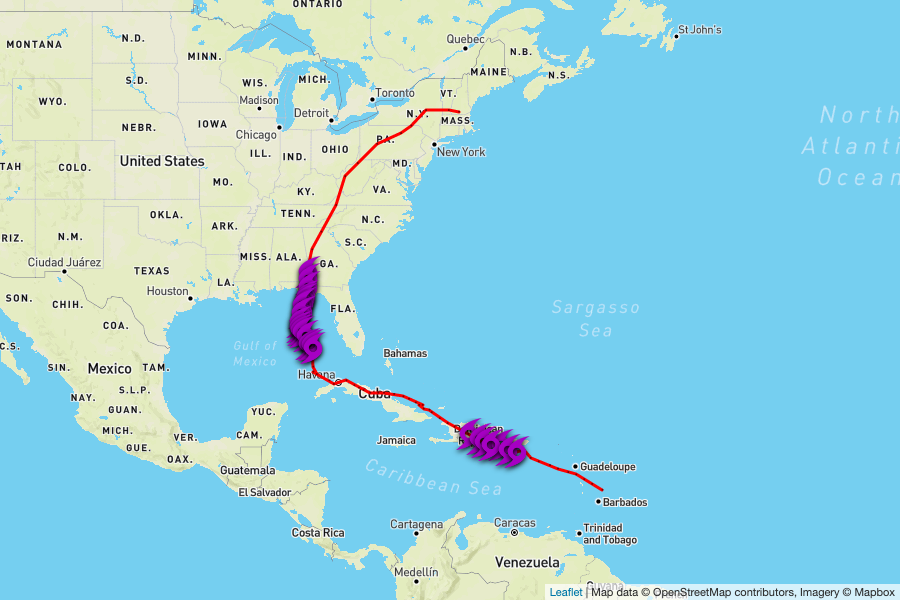 ONTARIO
St John's
Quebec
MONTANA
N.D.
MINN.
N.B.
MAINE
N.S.
S.D.
WIS.
MICH.
VT.
Toronto
WYO.
Madison
Detroit
N.Y.
MASS.
North
Atlanti
Ocean
NEBR.
IOWA
Chicago
PA.
New York
United States
ILL.
IND.
OHIO
MD.
TAH
COLO.
MO.
KY.
VA.
OKLA.
TENN.
N.C.
ARK.
RIZ.
N.M.
S.C.
MISS.
ALA.
GA.
Ciudad Juárez
TEXAS
LA.
Houston
SON.
CHIH.
FLA.
Sargasso
Sea
COA.
C.S.
Gulf of
Mexico
Bahamas
Mexico
SIN.
TAM.
Havana
S.L.P.
Cuba
NAY.
GUAN.
YUC.
MICH.
VER.
CAM.
Jamaica
GUE.
OAX.
Guatemala
Guadeloupe
Caribbean Sea
El Salvador
Barbados
Costa Rica
Cartagena
Caracas
Trinidad
and Tobago
Venezuela
Medellín
Guyana
Leaflet | Map data © OpenStreetMap contributors, Imagery © Mapbox